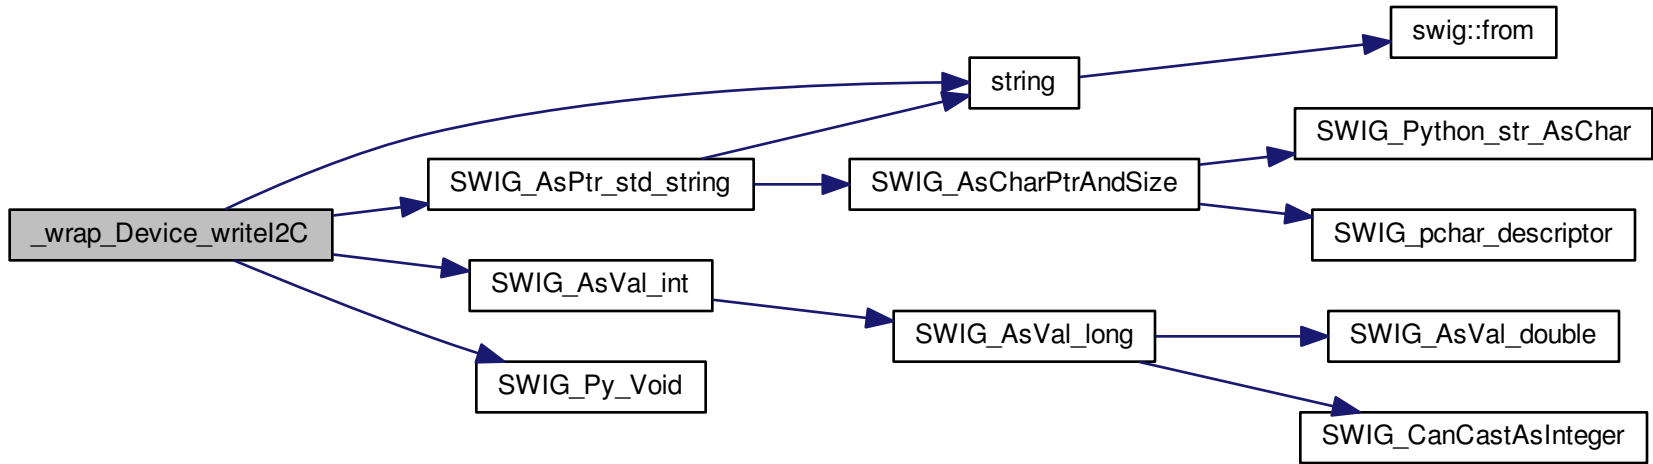 swig::from
string
SWIG_Python_str_AsChar
SWIG_AsPtr_std_string
SWIG_AsCharPtrAndSize
_wrap_Device_writeI2C
SWIG_pchar_descriptor
SWIG_AsVal_int
SWIG_AsVal_long
SWIG_AsVal_double
SWIG_Py_Void
SWIG_CanCastAsInteger